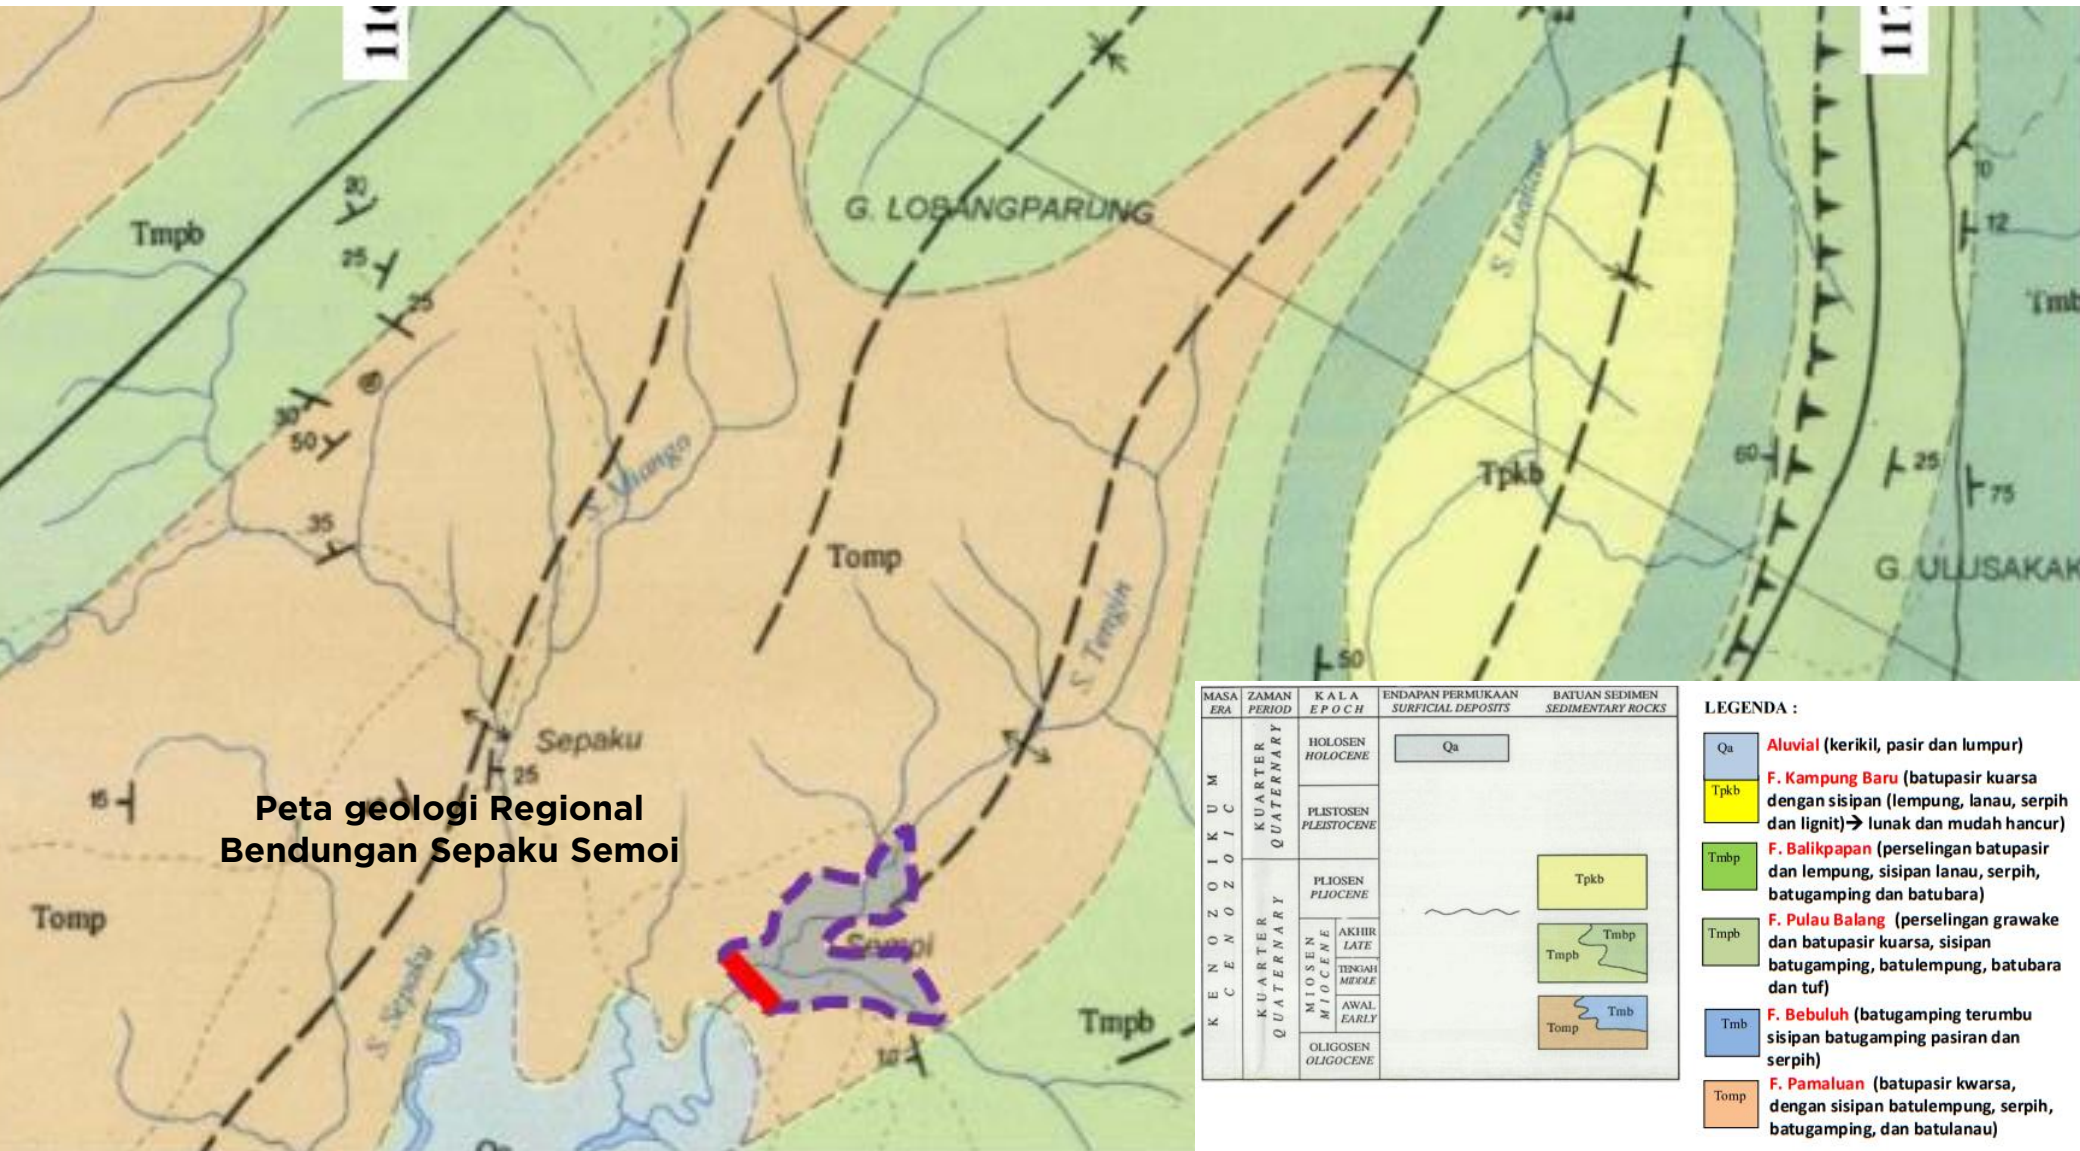 116
117
20
Tmpb
25
G. LOBANGPARUNG
10
12
25
S. Loahaur
Tmb
30
50
60
25
75
Tpkb
35
Tomp
G. ULUSAKAK
S. Tengin
50
Sepaku
25
15
Peta geologi Regional
Bendungan Sepaku Semoi
Tomp
Semoi
S. Sepaku
Tmpb
10
MASA ZAMAN KALA ENDAPAN PERMUKAAN BATUAN SEDIMEN
ERA PERIOD EPOCH SURFICIAL DEPOSITS SEDIMENTARY ROCKS
KENOZOIKUM
CENOZOIC
KUARTER
QUATERNARY
HOLOSEN
HOLOCENE
Qa
PLISTOSEN
PLEISTOCENE
KUARTER
QUATERNARY
PLIOSEN
PLIOCENE
Tpkb
MIOSEN
MIOCENE
AKHIR
LATE
Tmbp
Tmpb
TENGAH
MIDDLE
AWAL
EARLY
Tmb
Tomp
OLIGOSEN
OLIGOCENE
LEGENDA :
Qa Aluvial (kerikil, pasir dan lumpur)
Tpkb F. Kampung Baru (batupasir kuarsa
dengan sisipan (lempung, lanau, serpih
dan lignit)→ lunak dan mudah hancur)
Tmbp F. Balikpapan (perselingan batupasir
dan lempung, sisipan lanau, serpih,
batugamping dan batubara)
Tmpb F. Pulau Balang (perselingan grawake
dan batupasir kuarsa, sisipan
batugamping, batulempung, batubara
dan tuf)
Tmb F. Bebuluh (batugamping terumbu
sisipan batugamping pasiran dan
serpih)
Tomp F. Pamaluan (batupasir kwarsa,
dengan sisipan batulempung, serpih,
batugamping, dan batulanau)